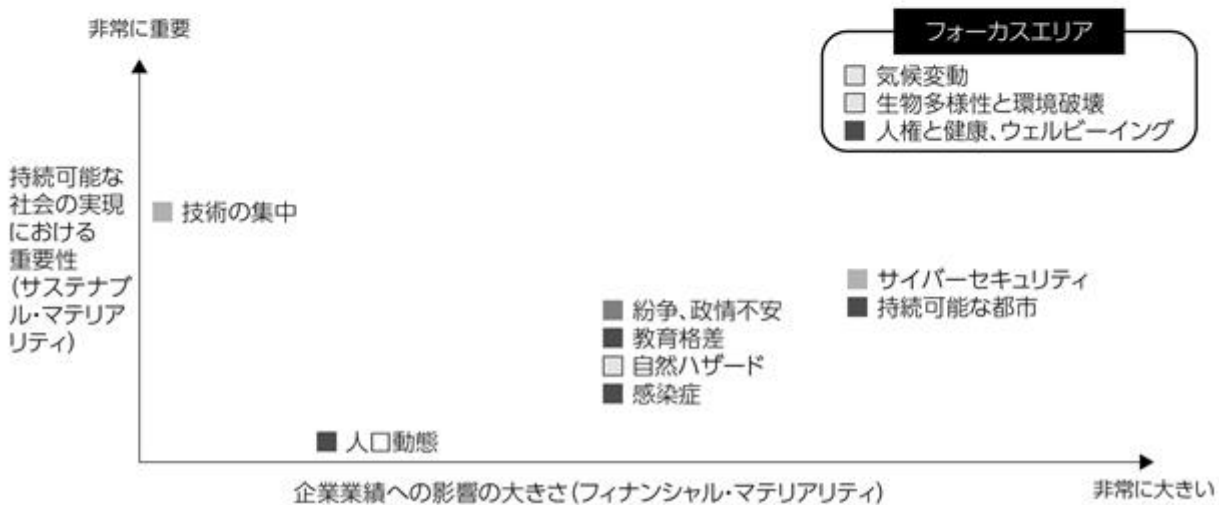 非常に重要
フォーカスエリア
気候変動
生物多様性と環境破壊
人権と健康、ウェルビーイング
持続可能な
社会の実現
における
重要性
(サステナブ
ル・マテリア
リティ)
技術の集中
サイバーセキュリティ
持続可能な都市
紛争、政情不安
教育格差
自然ハザード
感染症
人口動態
企業業績への影響の大きさ(フィナンシャル・マテリアリティ)
非常に大きい